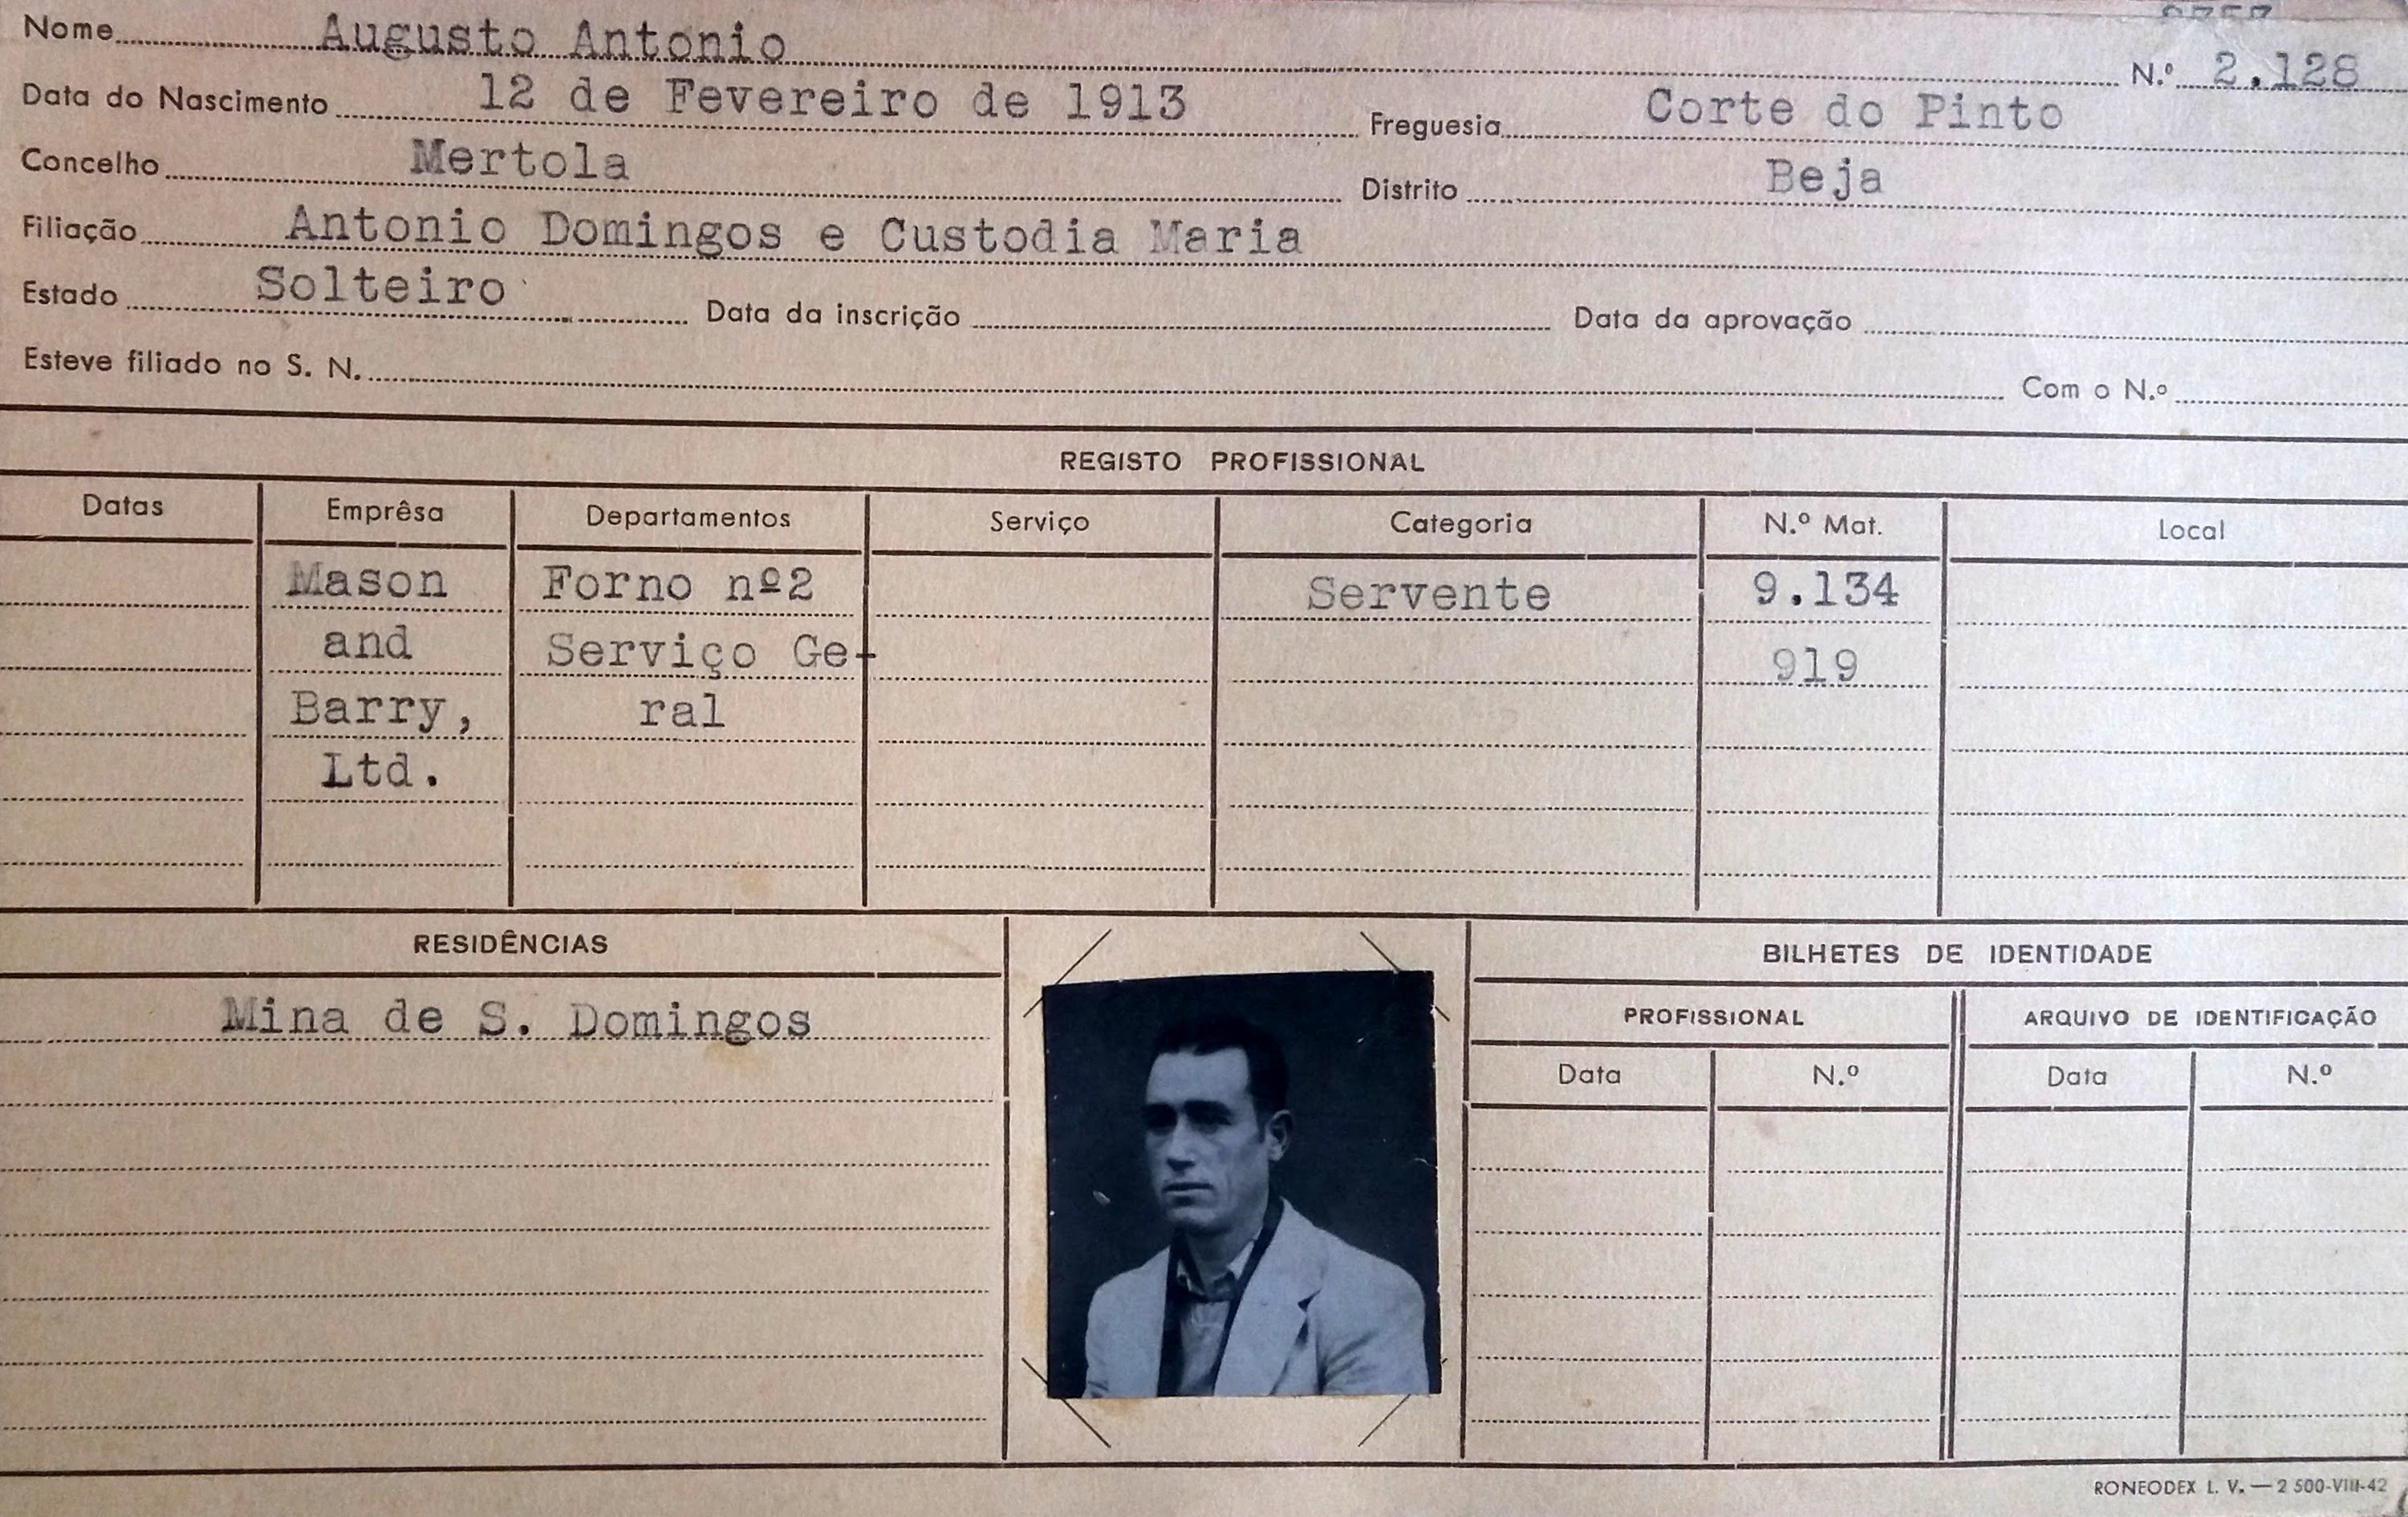 Nome Augusto Antonio N.º 2.128
Data do Nascimento 12 de Fevereiro de 1913 Freguesia Corte do Pinto
Concelho Mertola Distrito Beja
Filiação Antonio Domingos e Custodia Maria
Estado Solteiro Data da inscrição Data da aprovação
Esteve filiado no S. N. Com o N.º
REGISTO PROFISSIONAL
Datas Emprêsa Departamentos Serviço Categoria N.º Mat. Local
Mason Forno nº2 Servente 9.134
and Serviço Ge- 919
Barry, ral
Ltd.
RESIDÊNCIAS BILHETES DE IDENTIDADE
Mina de S. Domingos PROFISSIONAL ARQUIVO DE IDENTIFICAÇÃO
Data N.º Data N.º
RONEODEX L. V. — 2 500-VIII-42